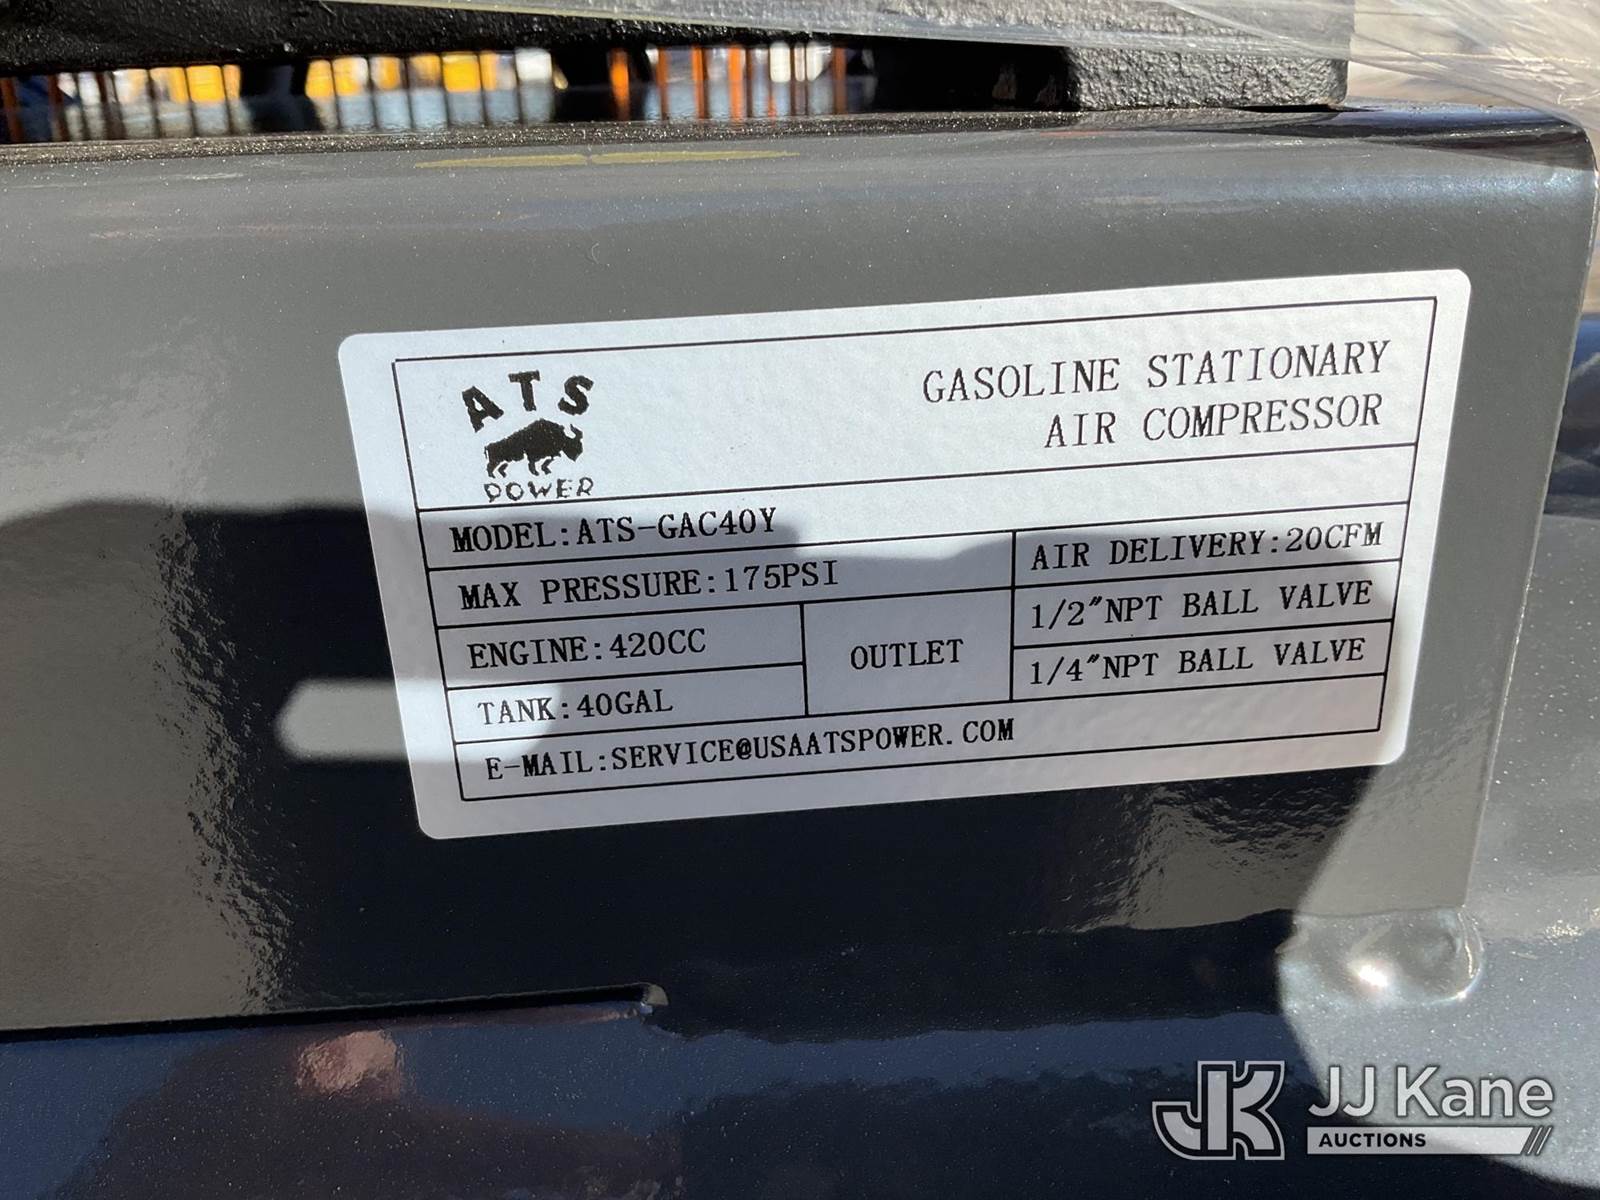 ATS
POWER
GASOLINE STATIONARY
AIR COMPRESSOR
MODEL:ATS-GAC40Y
MAX PRESSURE:175PSI
AIR DELIVERY:20CFM
ENGINE:420CC
OUTLET
1/2"NPT BALL VALVE
1/4"NPT BALL VALVE
TANK:40GAL
E-MAIL:SERVICE@USAATSPOWER.COM
JK JJ Kane
AUCTIONS